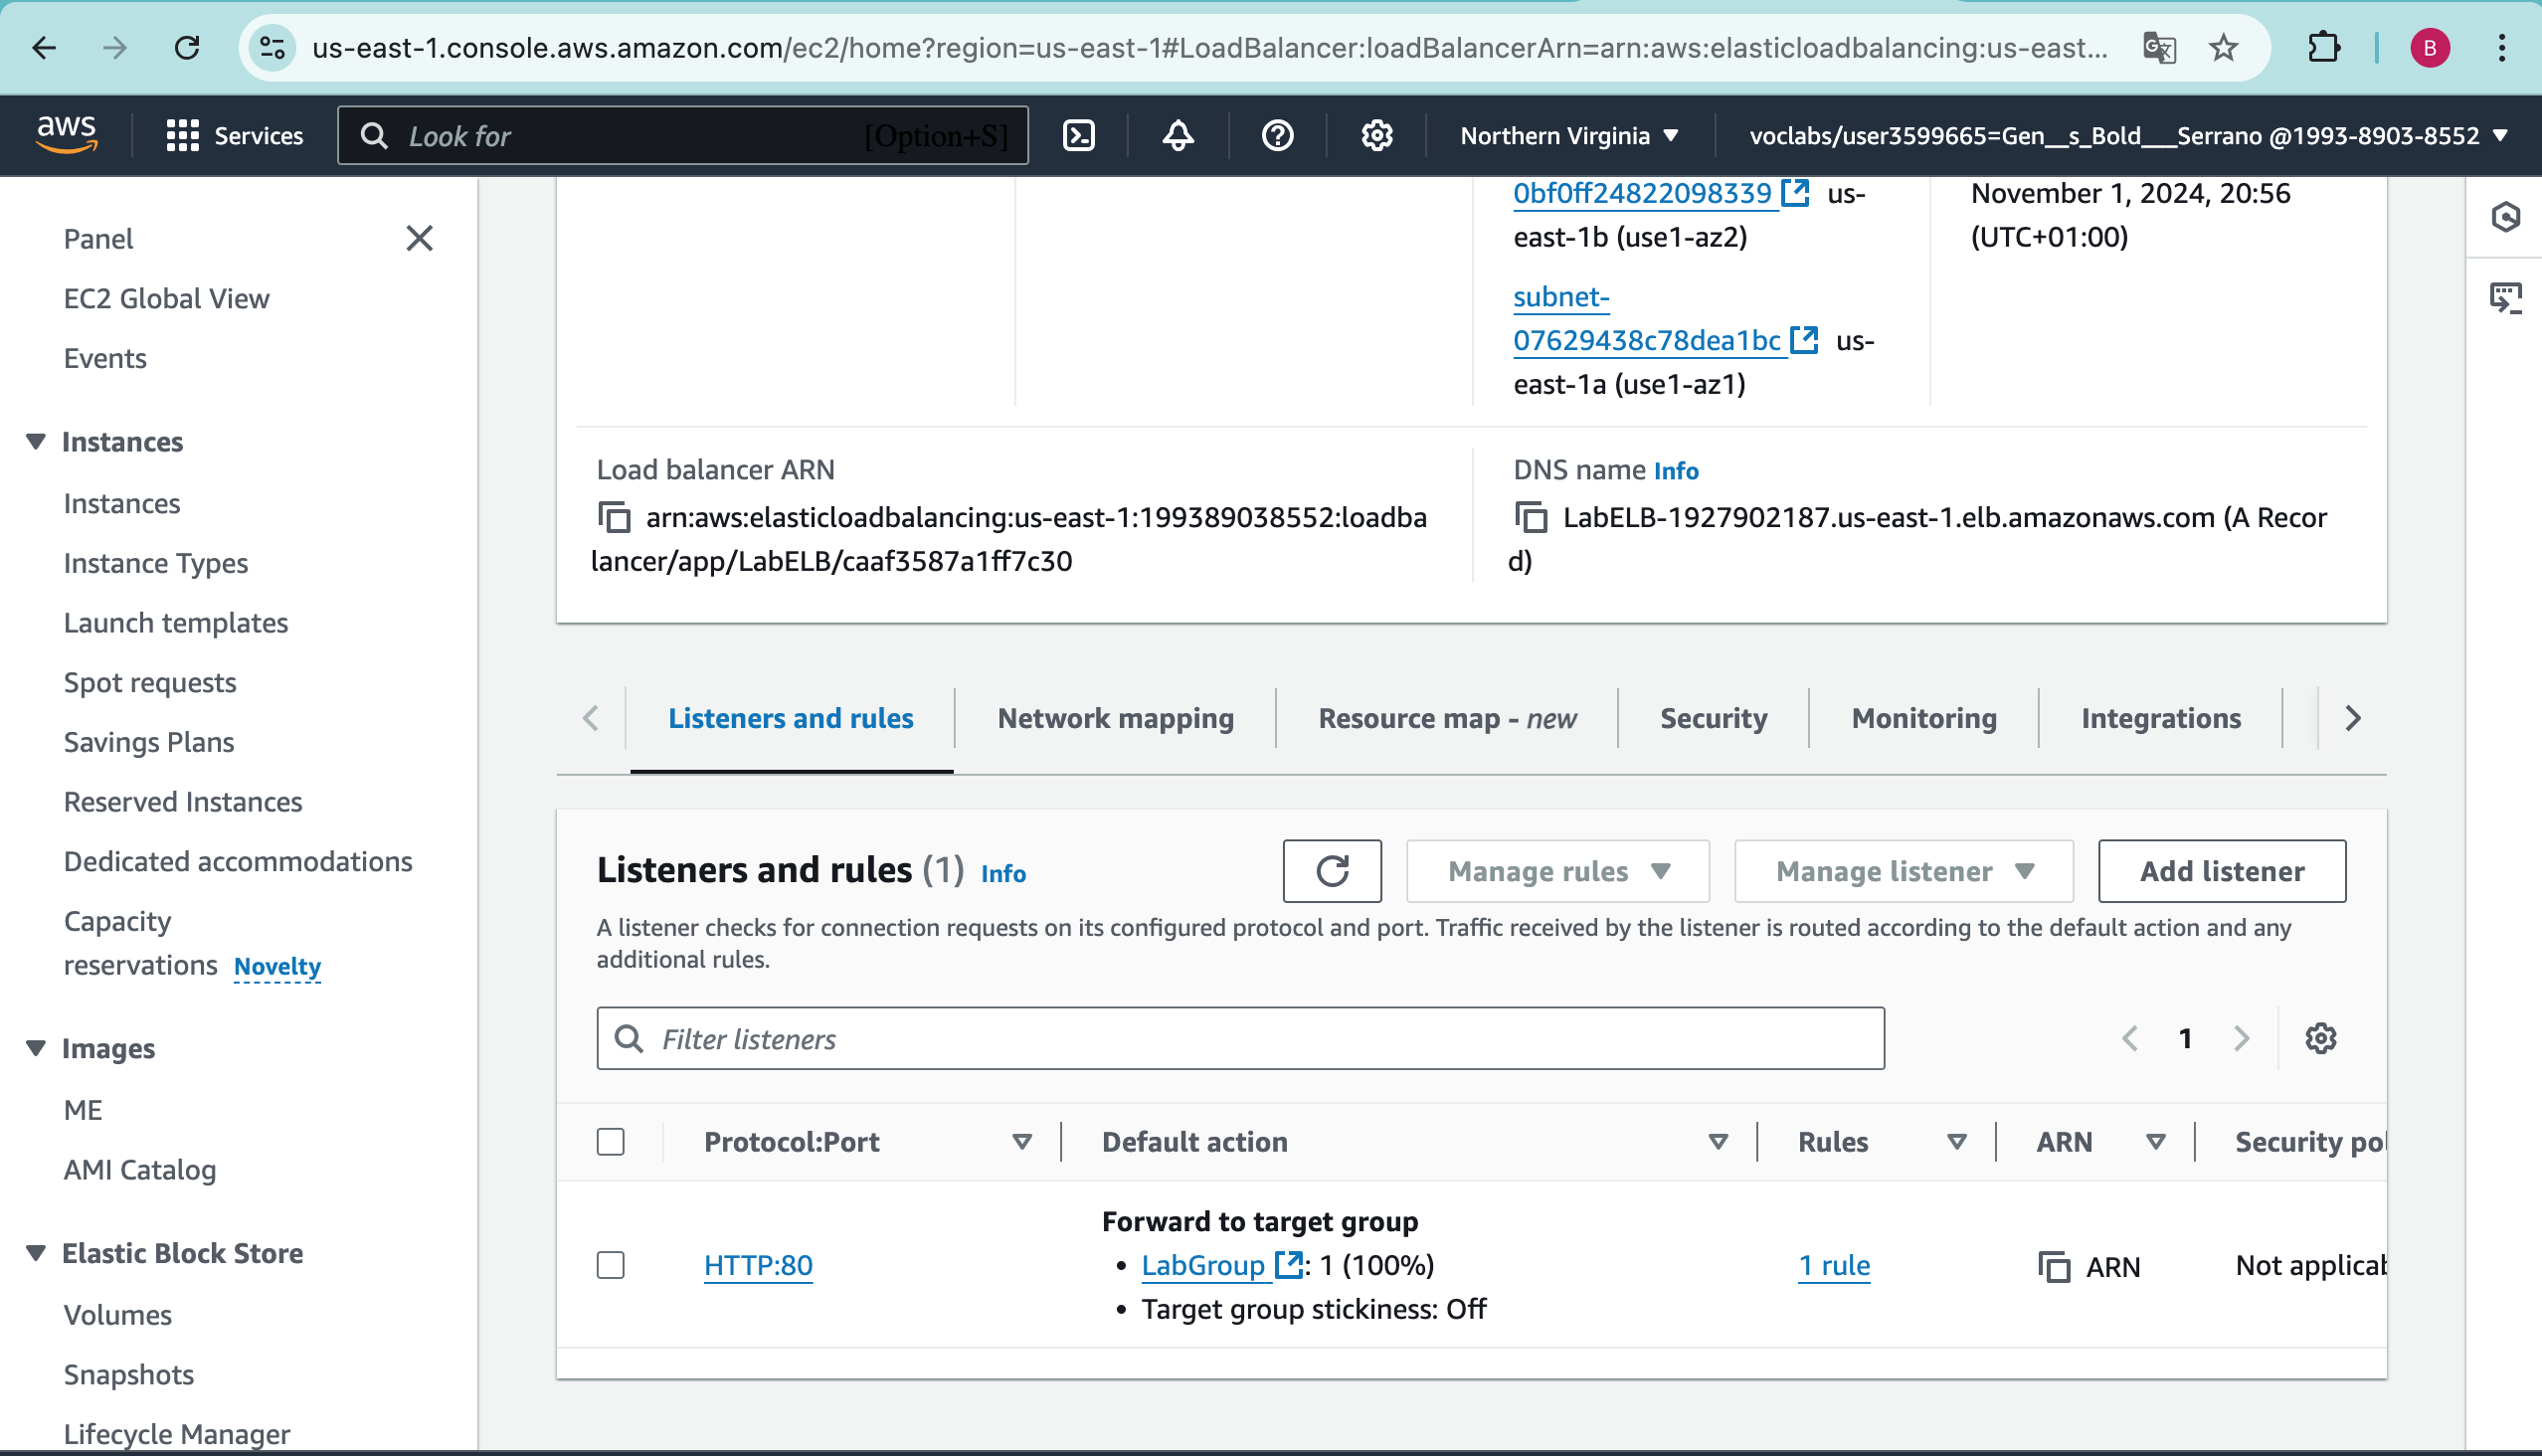 us-east-1.console.aws.amazon.com/ec2/home?region=us-east-1#LoadBalancer:loadBalancerArn=arn:aws:elasticloadbalancing:us-east...
B
aws
Services
Look for
[Option+S]
Northern Virginia
voclabs/user3599665=Gen__s_Bold___Serrano @1993-8903-8552
Panel
EC2 Global View
Events
Instances
Instances
Instance Types
Launch templates
Spot requests
Savings Plans
Reserved Instances
Dedicated accommodations
Capacity
reservations Novelty
Images
ME
AMI Catalog
Elastic Block Store
Volumes
Snapshots
Lifecycle Manager
0bf0ff24822098339 us-
east-1b (use1-az2)
subnet-
07629438c78dea1bc us-
east-1a (use1-az1)
November 1, 2024, 20:56
(UTC+01:00)
Load balancer ARN
arn:aws:elasticloadbalancing:us-east-1:199389038552:loadba
lancer/app/LabELB/caaf3587a1ff7c30
DNS name Info
LabELB-1927902187.us-east-1.elb.amazonaws.com (A Recor
d)
Listeners and rules
Network mapping
Resource map - new
Security
Monitoring
Integrations
Listeners and rules (1) Info
Manage rules
Manage listener
Add listener
A listener checks for connection requests on its configured protocol and port. Traffic received by the listener is routed according to the default action and any
additional rules.
Filter listeners
1
Protocol:Port
Default action
Rules
ARN
Security pol
HTTP:80
Forward to target group
• LabGroup : 1 (100%)
• Target group stickiness: Off
1 rule
ARN
Not applicab